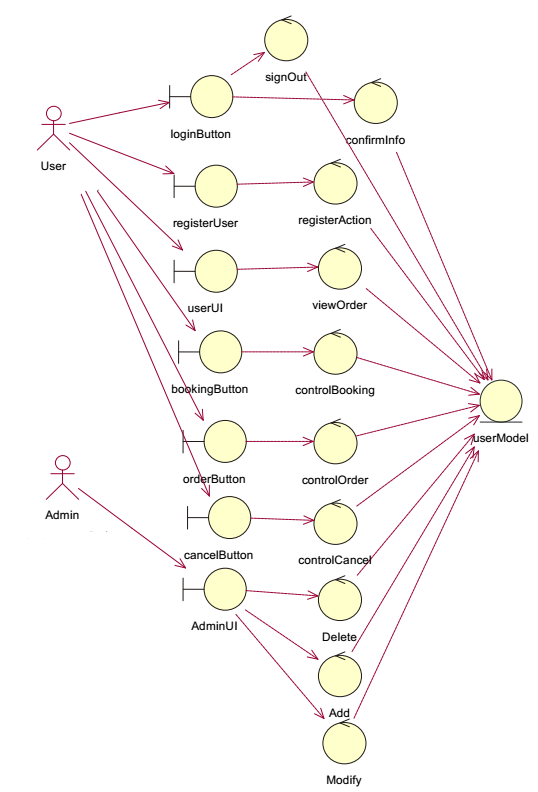 signOut
loginButton
confirmInfo
User
registerUser
registerAction
userUI
viewOrder
bookingButton
controlBooking
userModel
orderButton
controlOrder
Admin
cancelButton
controlCancel
AdminUI
Delete
Add
Modify